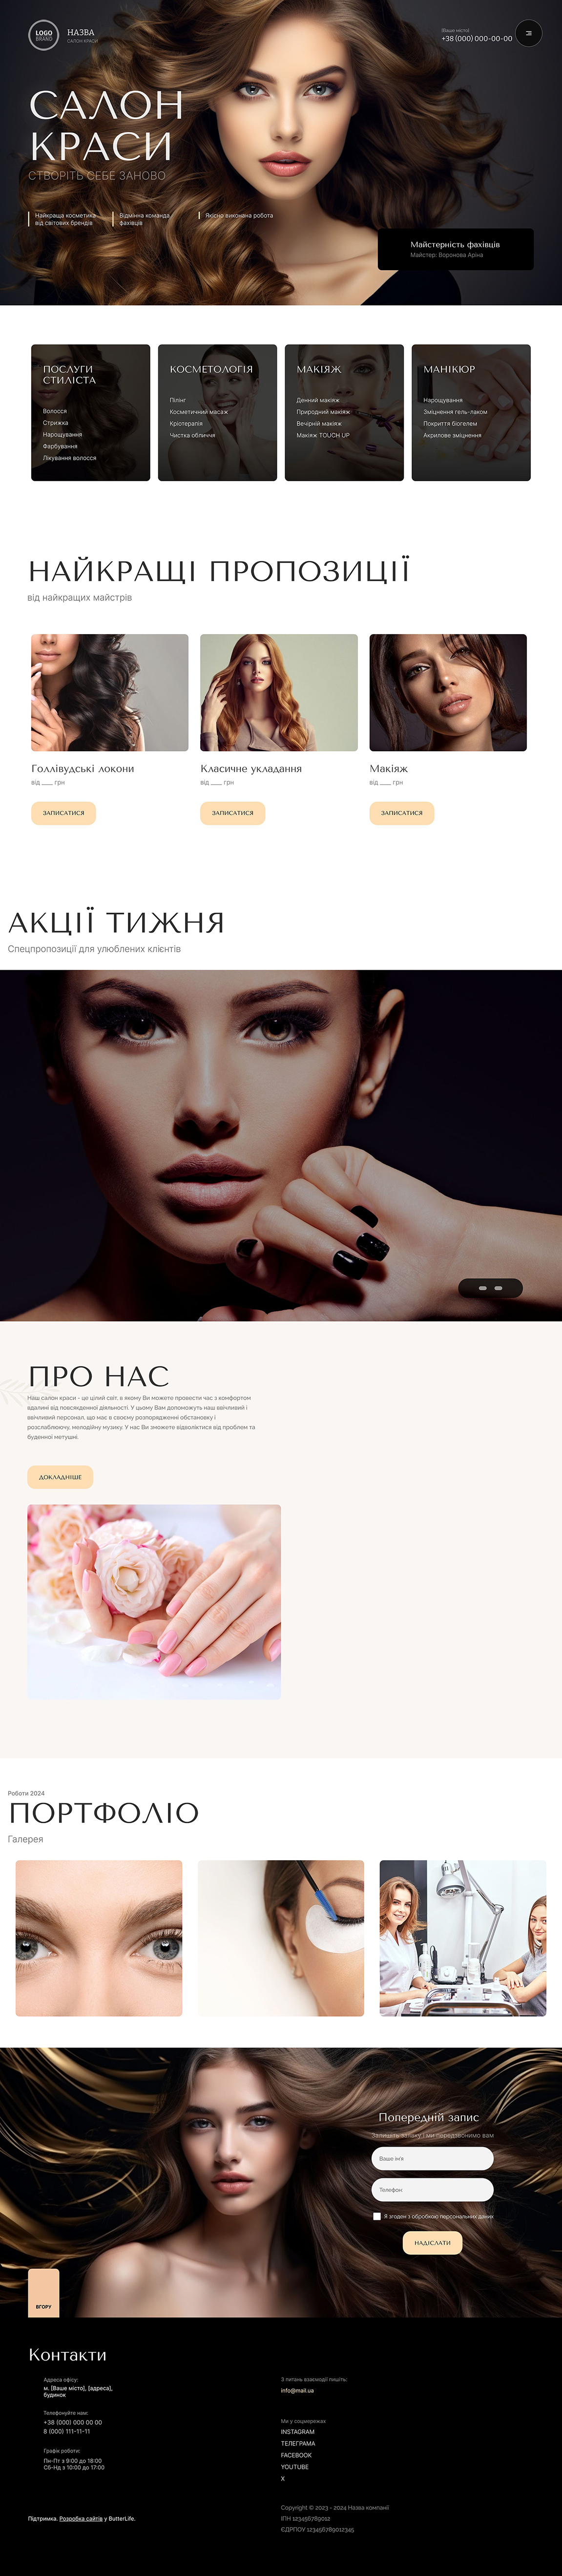 LOGO
BRAND
НАЗВА
САЛОН КРАСИ
(Ваше місто)
+38 (000) 000-00-00
САЛОН
КРАСИ
СТВОРІТЬ СЕБЕ ЗАНОВО
Найкраща косметика
від світових брендів
Відмінна команда
фахівців
Якісно виконана робота
Майстерність фахівців
Майстер: Воронова Аріна
ПОСЛУГИ
СТИЛІСТА
Волосся
Стрижка
Нарощування
Фарбування
Лікування волосся
КОСМЕТОЛОГІЯ
Пілінг
Косметичний масаж
Кріотерапія
Чистка обличчя
МАКІЯЖ
Денний макіяж
Природний макіяж
Вечірній макіяж
Макіяж TOUCH UP
МАНІКЮР
Нарощування
Зміцнення гель-лаком
Покриття біогелем
Акрилове зміцнення
НАЙКРАЩІ ПРОПОЗИЦІЇ
від найкращих майстрів
Голлівудські локони
від ____ грн
ЗАПИСАТИСЯ
Класичне укладання
від ____ грн
ЗАПИСАТИСЯ
Макіяж
від ____ грн
ЗАПИСАТИСЯ
АКЦІЇ ТИЖНЯ
Спецпропозиції для улюблених клієнтів
ПРО НАС
Наш салон краси - це цілий світ, в якому Ви можете провести час з комфортом
вдалині від повсякденної діяльності. У цьому Вам допоможуть наш ввічливий і
ввічливий персонал, що має в своєму розпорядженні обстановку і
розслаблюючу, мелодійну музику. У нас Ви зможете відволіктися від проблем та
буденної метушні.
ДОКЛАДНІШЕ
Роботи 2024
ПОРТФОЛІО
Галерея
Попередній запис
Залишіть заявку і ми передзвонимо вам
Ваше ім'я
Телефон
Я згоден з обробкою персональних даних
НАДІСЛАТИ
ВГОРУ
Контакти
Адреса офісу:
м. [Ваше місто], [адреса],
будинок
Телефонуйте нам:
+38 (000) 000 00 00
8 (000) 111-11-11
Графік роботи:
Пн-Пт з 9:00 до 18:00
Сб-Нд з 10:00 до 17:00
З питань взаємодії пишіть:
info@mail.ua
Ми у соцмережах
INSTAGRAM
ТЕЛЕГРАМА
FACEBOOK
YOUTUBE
X
Copyright © 2023 - 2024 Назва компанії
ІПН 123456789012
ЄДРПОУ 123456789012345
Підтримка. Розробка сайтів у ButterLife.